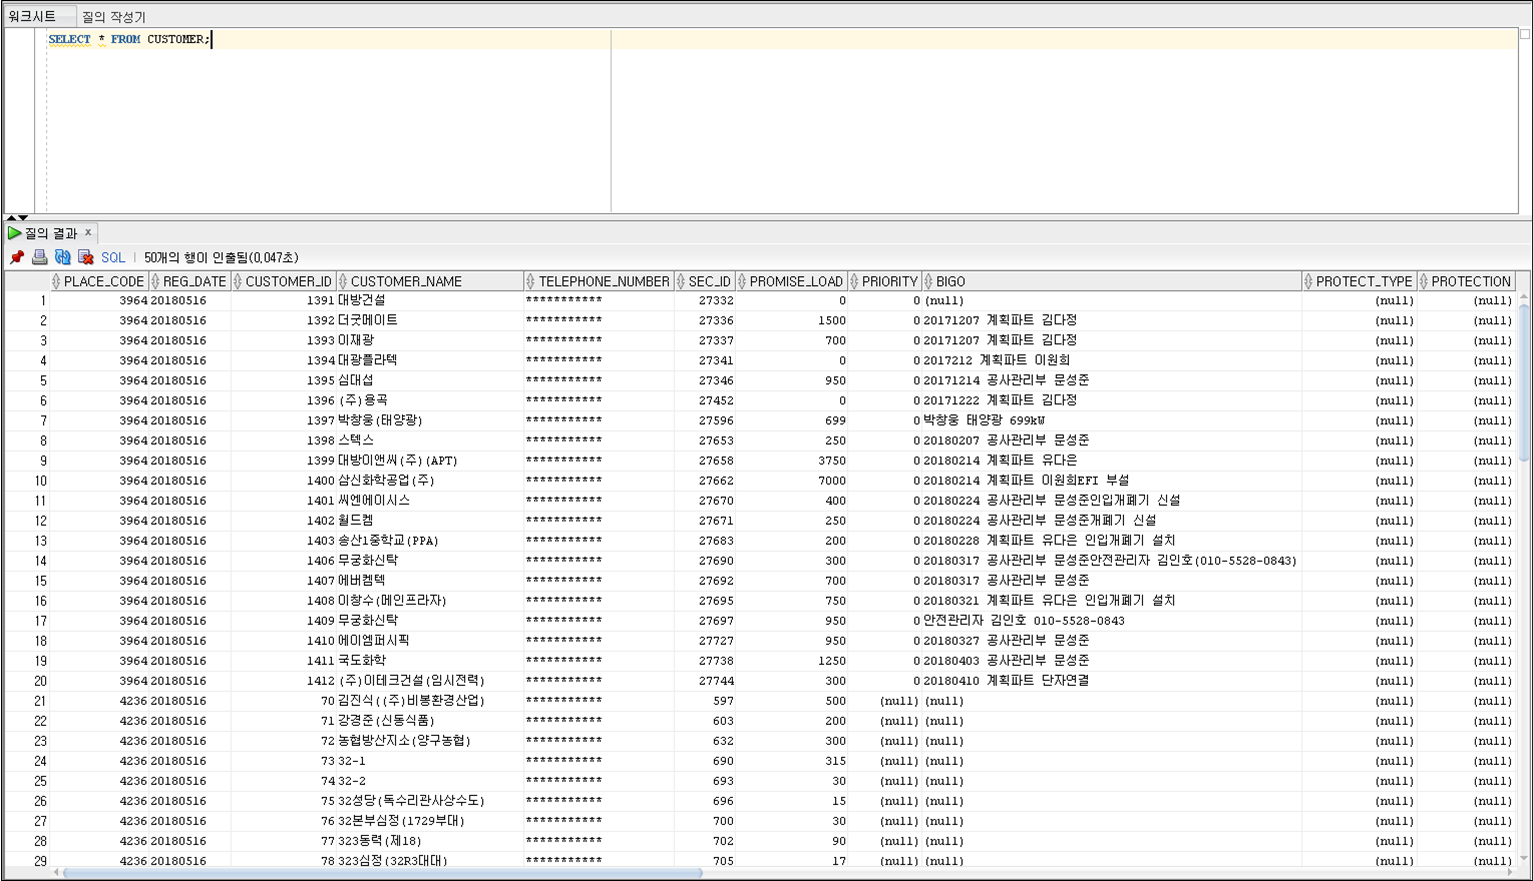 워크시트 질의 작성기
SELECT * FROM CUSTOMER;
질의 결과 x
SQL | 50개의 행이 인출됨(0,047초)
PLACE_CODE REG_DATE CUSTOMER_ID CUSTOMER_NAME TELEPHONE_NUMBER SEC_ID PROMISE_LOAD PRIORITY BIGO PROTECT_TYPE PROTECTION
1 3964 20180516 1391 대방건설 *********** 27332 0 0 (null) (null) (null)
2 3964 20180516 1392 더굿메이트 *********** 27336 1500 0 20171207 계획파트 김다정 (null) (null)
3 3964 20180516 1393 이재광 *********** 27337 700 0 20171207 계획파트 김다정 (null) (null)
4 3964 20180516 1394 대광플라텍 *********** 27341 0 0 2017212 계획파트 이원희 (null) (null)
5 3964 20180516 1395 심대섭 *********** 27346 950 0 20171214 공사관리부 문성준 (null) (null)
6 3964 20180516 1396 (주)용곡 *********** 27452 0 0 20171222 계획파트 김다정 (null) (null)
7 3964 20180516 1397 박창웅(태양광) *********** 27596 699 0 박창웅 태양광 699kW (null) (null)
8 3964 20180516 1398 스텍스 *********** 27653 250 0 20180207 공사관리부 문성준 (null) (null)
9 3964 20180516 1399 대방이앤씨(주)(APT) *********** 27658 3750 0 20180214 계획파트 유다은 (null) (null)
10 3964 20180516 1400 삼신화학공업(주) *********** 27662 7000 0 20180214 계획파트 이원희EFI 부설 (null) (null)
11 3964 20180516 1401 씨엔에이시스 *********** 27670 400 0 20180224 공사관리부 문성준인입개폐기 신설 (null) (null)
12 3964 20180516 1402 월드켐 *********** 27671 250 0 20180224 공사관리부 문성준개폐기 신설 (null) (null)
13 3964 20180516 1403 송산1중학교(PPA) *********** 27683 200 0 20180228 계획파트 유다은 인입개폐기 설치 (null) (null)
14 3964 20180516 1406 무궁화신탁 *********** 27690 300 0 20180317 공사관리부 문성준안전관리자 김인호(010-5528-0843) (null) (null)
15 3964 20180516 1407 에버켐텍 *********** 27692 700 0 20180317 공사관리부 문성준 (null) (null)
16 3964 20180516 1408 이창수(메인프라자) *********** 27695 750 0 20180321 계획파트 유다은 인입개폐기 설치 (null) (null)
17 3964 20180516 1409 무궁화신탁 *********** 27697 950 0 안전관리자 김인호 010-5528-0843 (null) (null)
18 3964 20180516 1410 에이엠퍼시픽 *********** 27727 950 0 20180327 공사관리부 문성준 (null) (null)
19 3964 20180516 1411 국도화학 *********** 27738 1250 0 20180403 공사관리부 문성준 (null) (null)
20 3964 20180516 1412 (주)이테크건설(임시전력) *********** 27744 300 0 20180410 계획파트 단자연결 (null) (null)
21 4236 20180516 70 김진식((주)비봉환경산업) *********** 597 500 (null) (null) (null) (null)
22 4236 20180516 71 강경준(신동식품) *********** 603 200 (null) (null) (null) (null)
23 4236 20180516 72 농협방산지소(양구농협) *********** 632 300 (null) (null) (null) (null)
24 4236 20180516 73 32-1 *********** 690 315 (null) (null) (null) (null)
25 4236 20180516 74 32-2 *********** 693 30 (null) (null) (null) (null)
26 4236 20180516 75 32성당(독수리관사상수도) *********** 696 15 (null) (null) (null) (null)
27 4236 20180516 76 32본부심정(1729부대) *********** 700 30 (null) (null) (null) (null)
28 4236 20180516 77 323동력(제18) *********** 702 90 (null) (null) (null) (null)
29 4236 20180516 78 323심정(32R3대대) *********** 705 17 (null) (null) (null) (null)